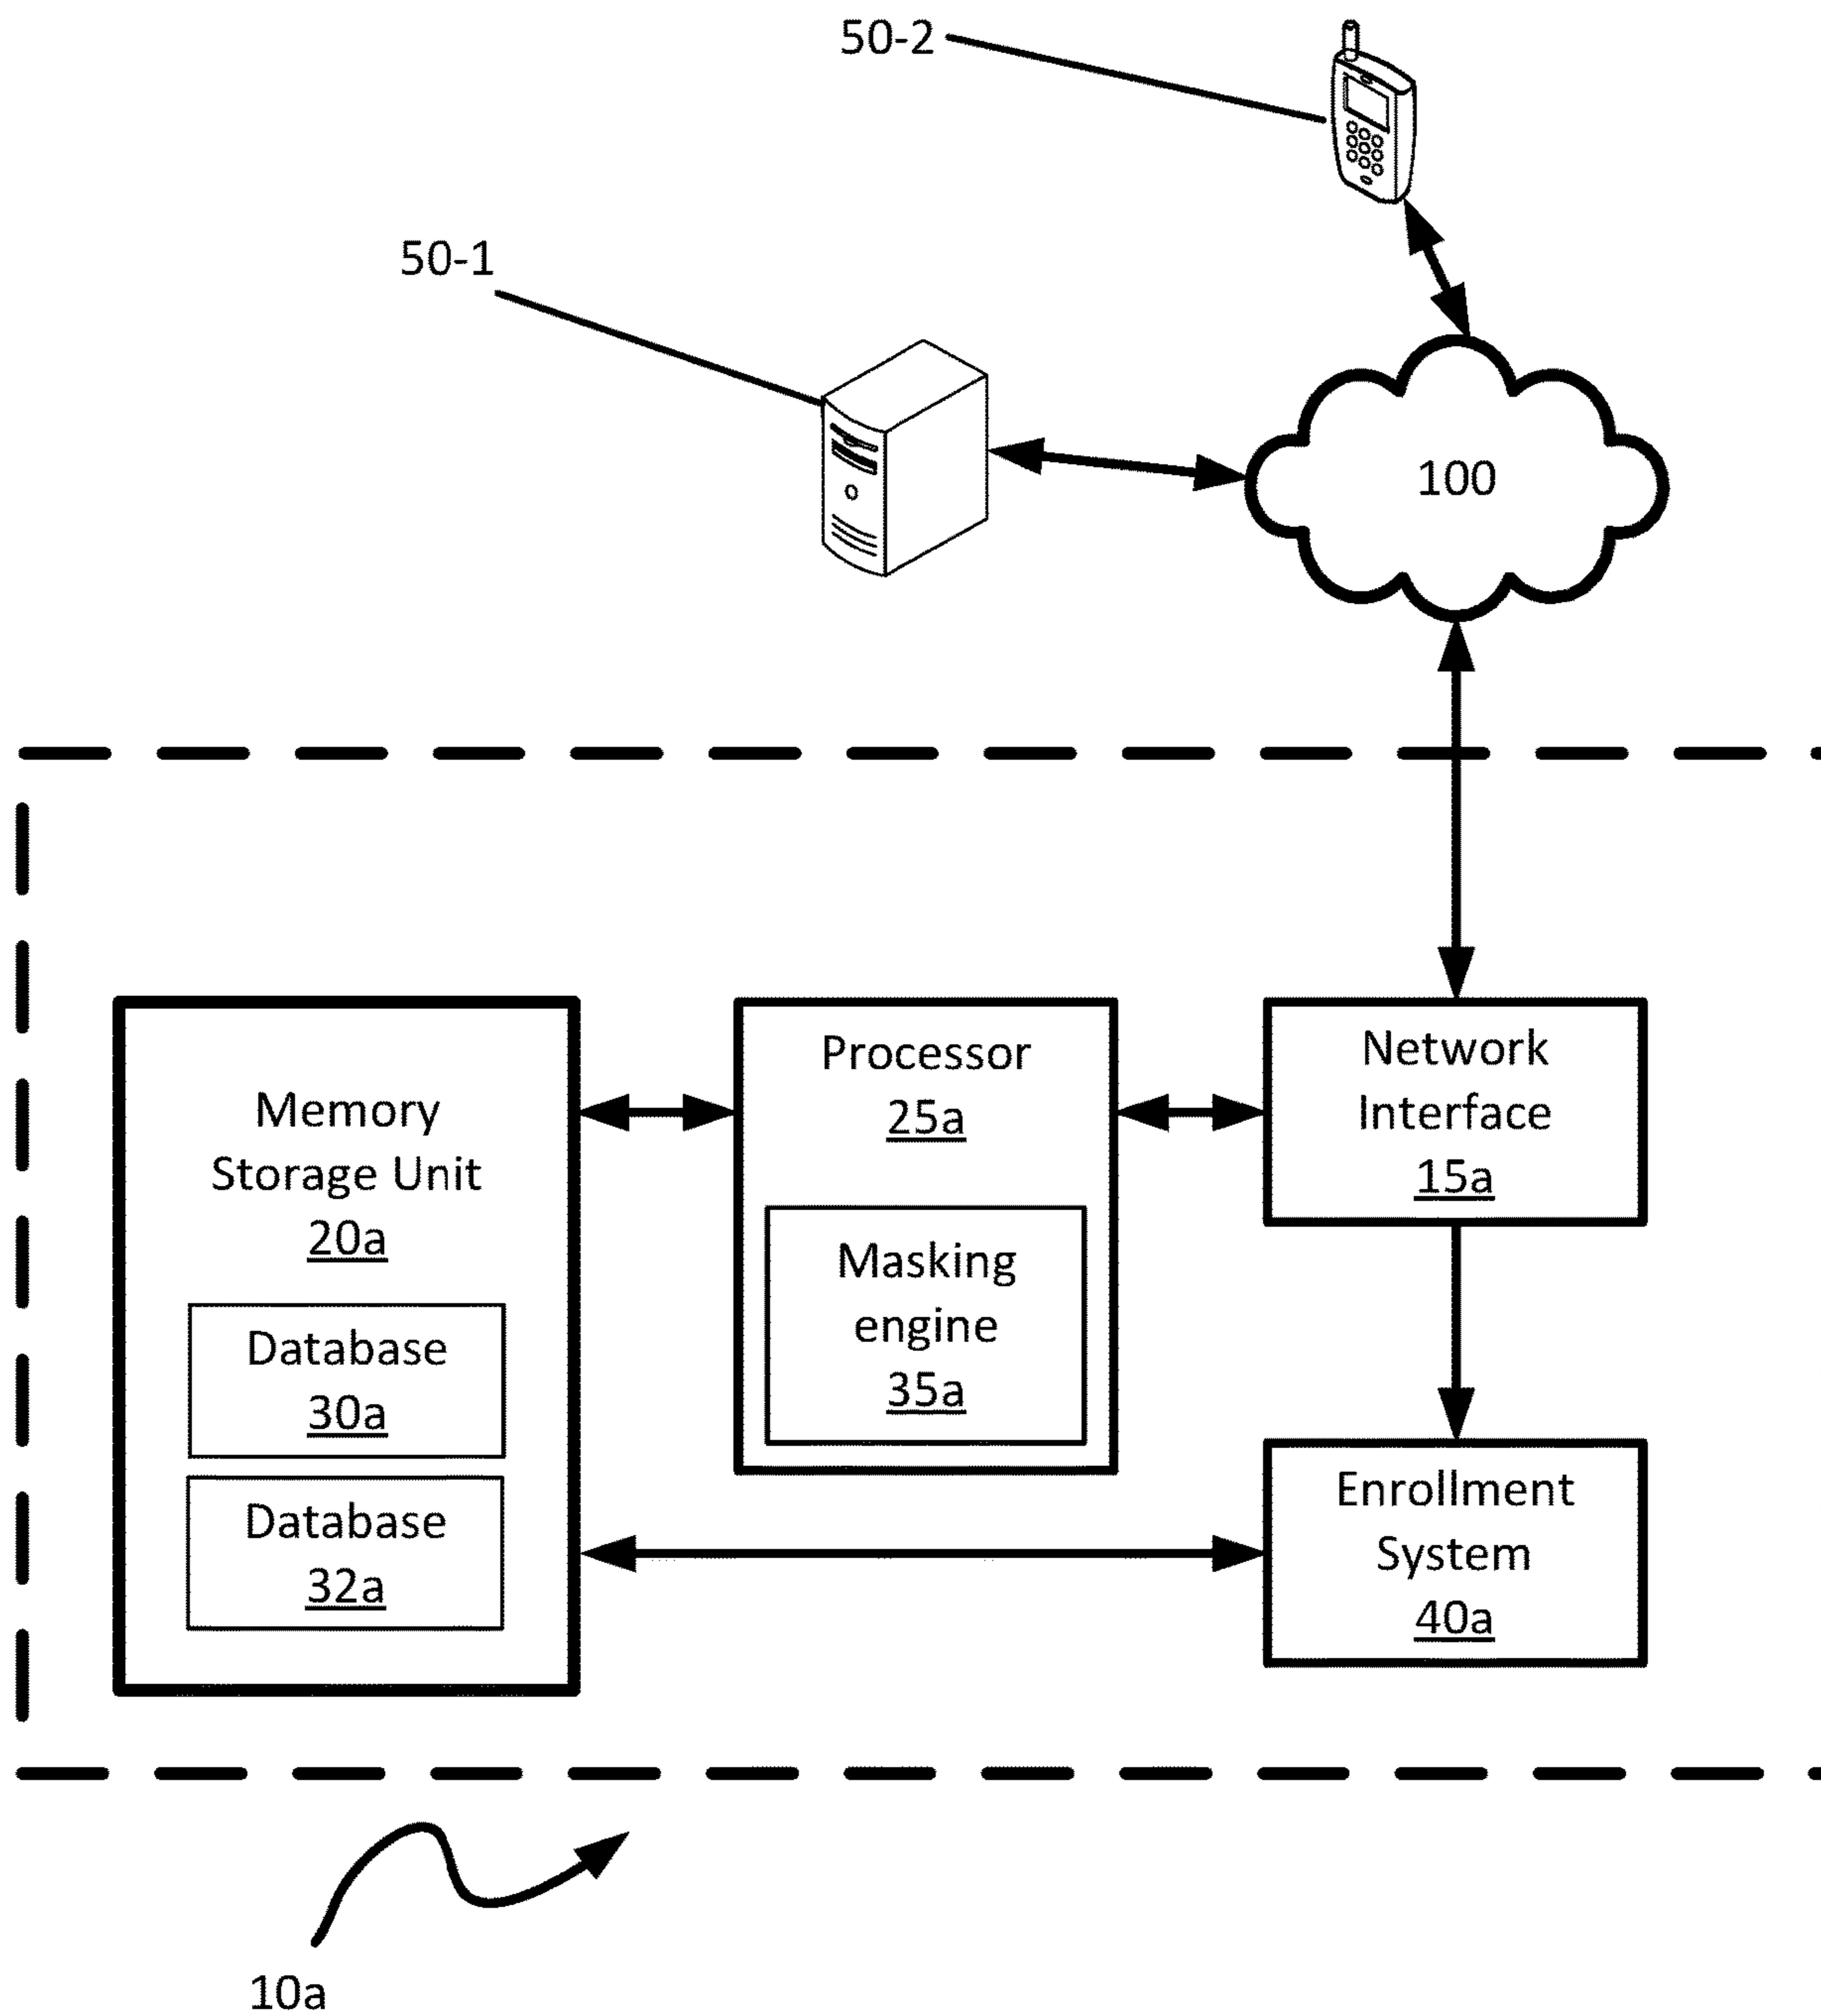 50-2
50-1
100
Memory
Storage Unit
20a
Database
30a
Database
32a
Processor
25a
Masking
engine
35a
Network
Interface
15a
Enrollment
System
40a
10a